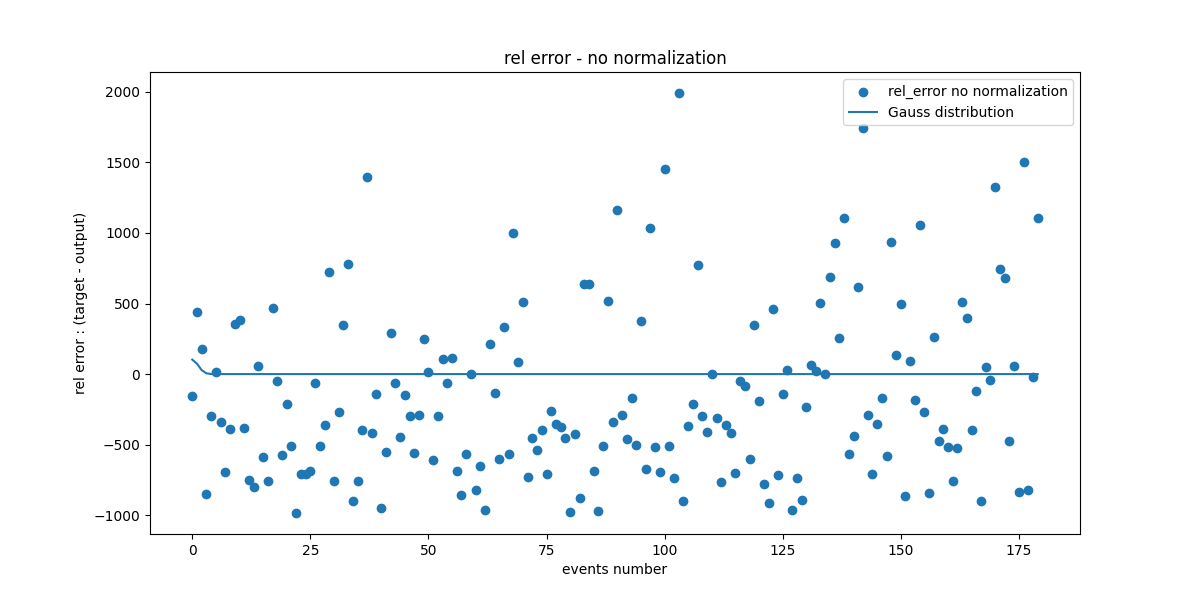 rel error - no normalization
rel_error no normalization
Gauss distribution
2000
1500
1000
500
0
−500
−1000
rel error : (target - output)
0 25 50 75 100 125 150 175
events number